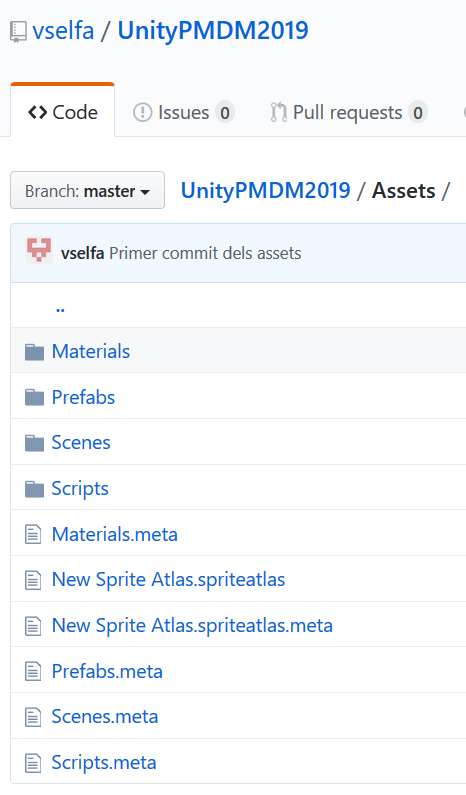 vselfa / UnityPMDM2019
Code Issues 0 Pull requests 0
Branch: master UnityPMDM2019 / Assets /
vselfa Primer commit dels assets
..
Materials
Prefabs
Scenes
Scripts
Materials.meta
New Sprite Atlas.spriteatlas
New Sprite Atlas.spriteatlas.meta
Prefabs.meta
Scenes.meta
Scripts.meta